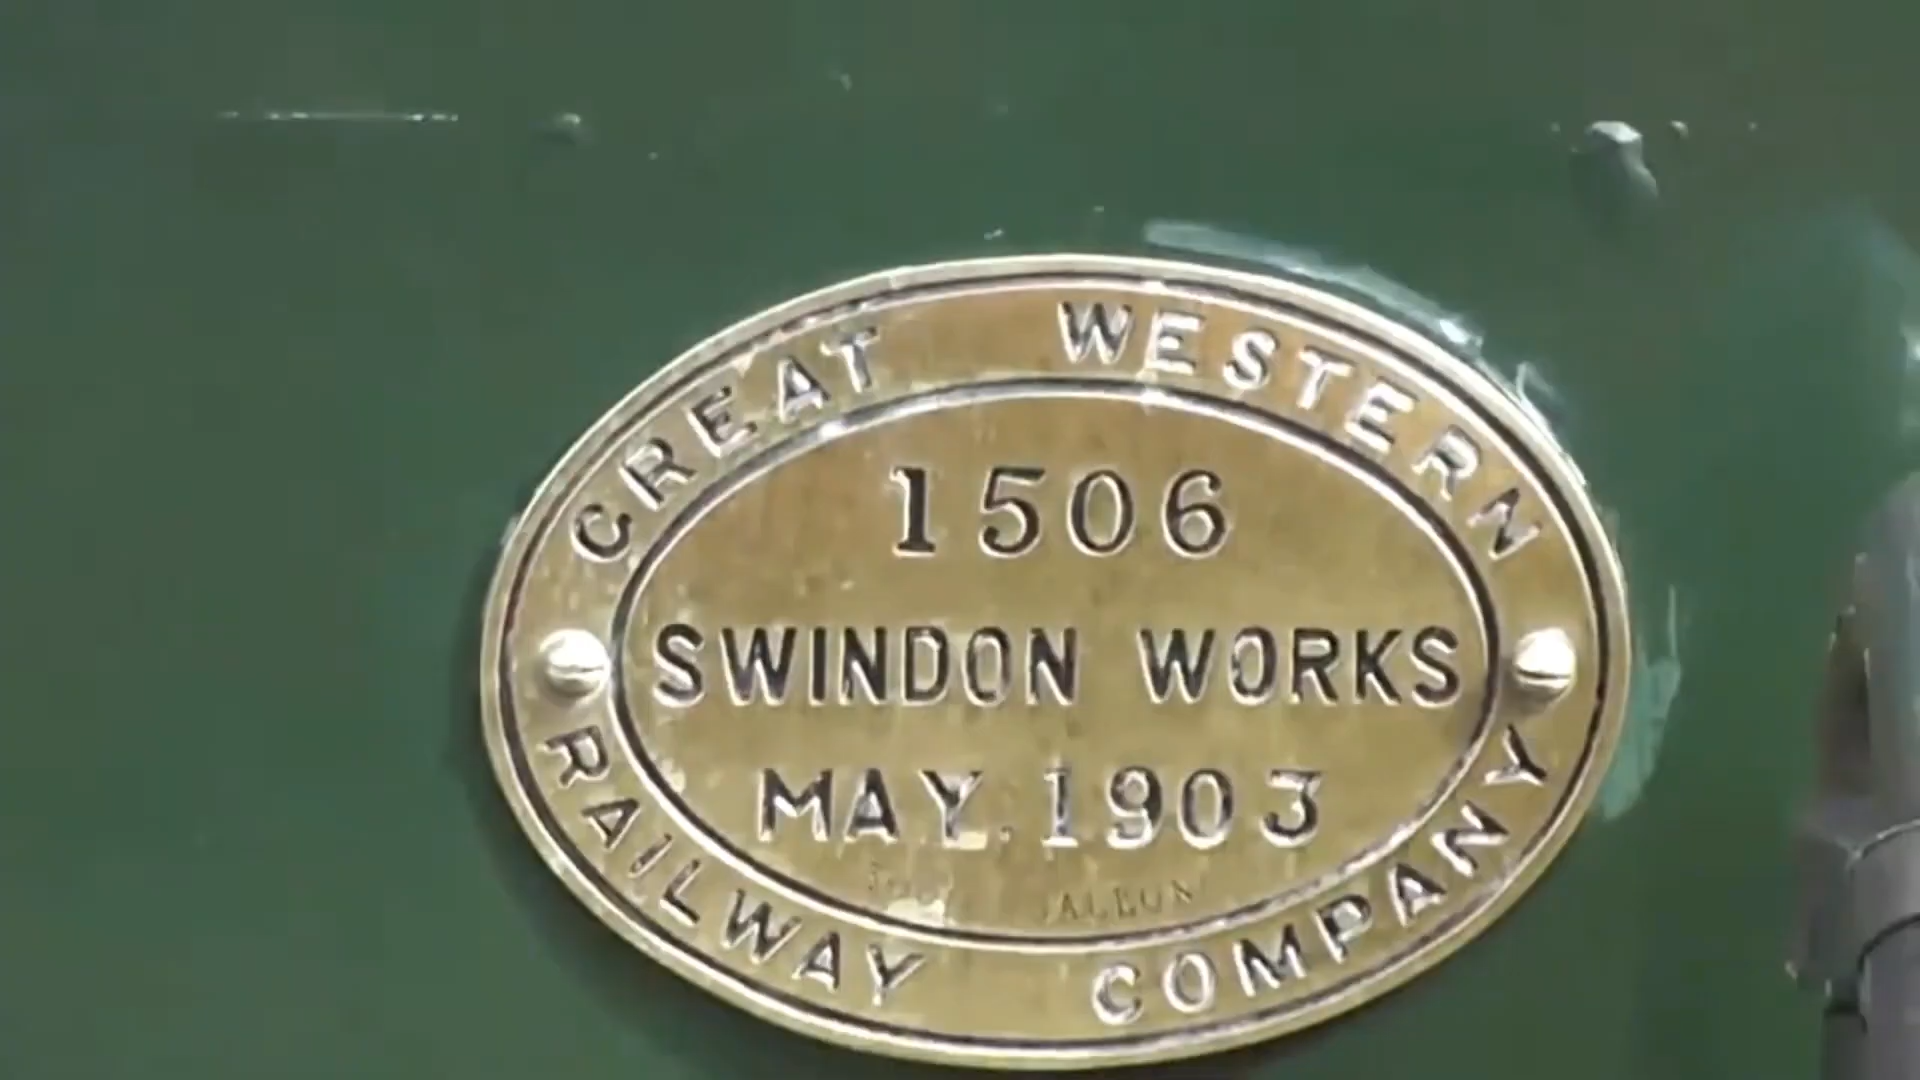 GREAT WESTERN
1506
SWINDON WORKS
MAY. 1903
RAILWAY COMPANY